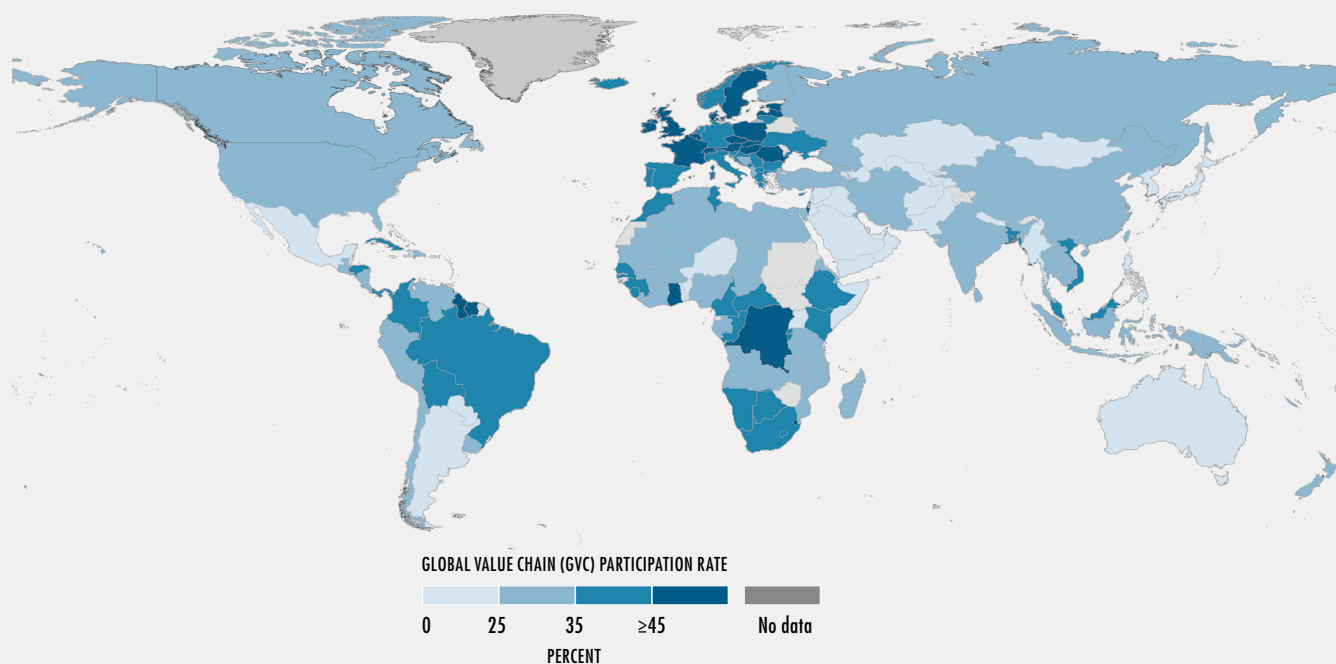 GLOBAL VALUE CHAIN (GVC) PARTICIPATION RATE
0 25 35 ≥45 No data
PERCENT